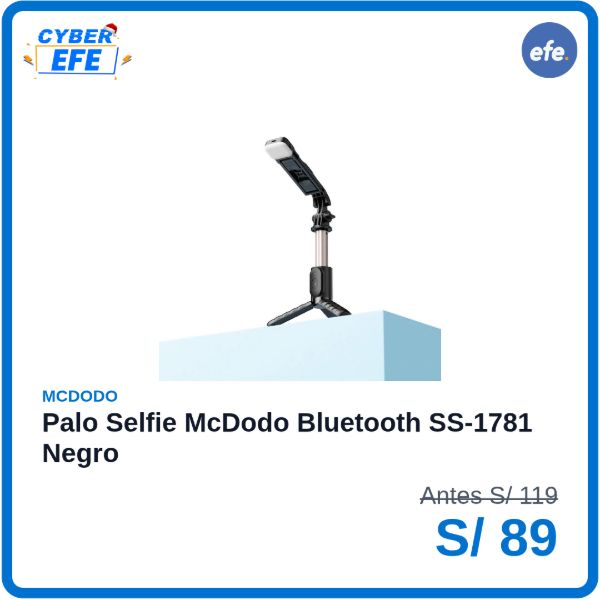 CYBER
EFE
efe.
MCDODO
Palo Selfie McDodo Bluetooth SS-1781
Negro
Antes S/ 119
S/ 89